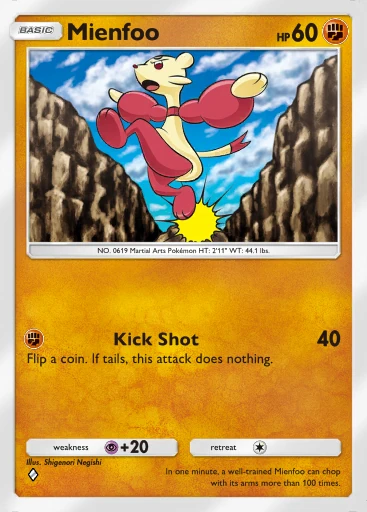 BASIC Mienfoo HP 60
NO. 0619 Martial Arts Pokémon HT: 2'11" WT: 44.1 lbs.
Kick Shot 40
Flip a coin. If tails, this attack does nothing.
weakness +20 retreat
Illus. Shigenori Negishi
In one minute, a well-trained Mienfoo can chop
with its arms more than 100 times.